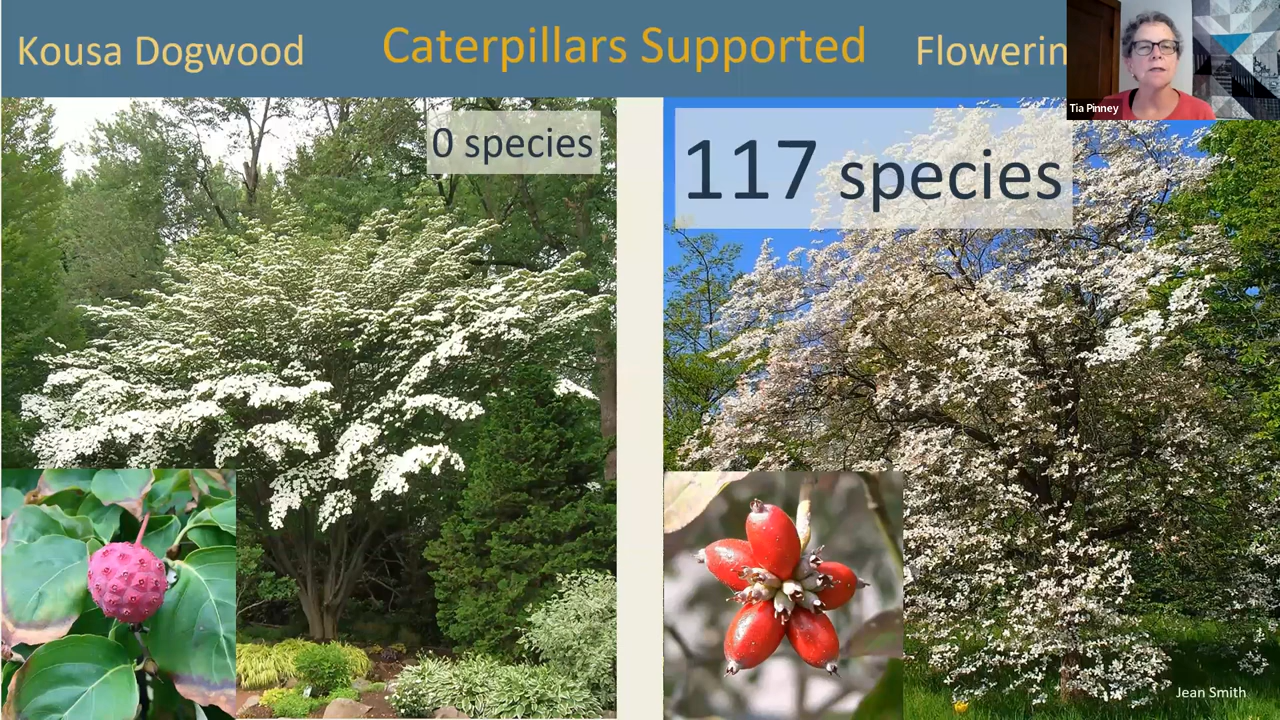 Kousa Dogwood
Caterpillars Supported
Flowerin
Tia Pinney
0 species
117 species
Jean Smith